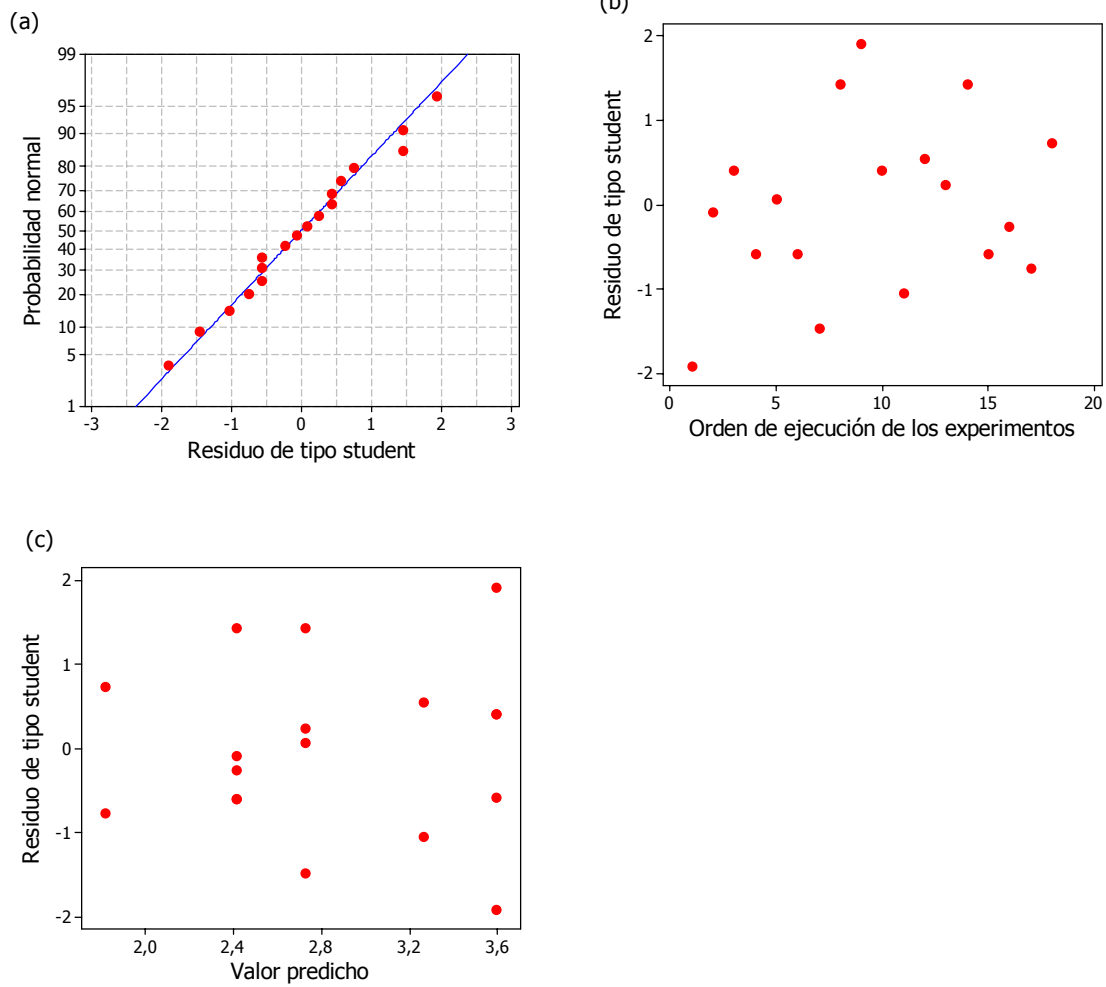 (a)
99
95
90
80
70
60
50
40
30
20
10
5
1
Probabilidad normal
-3 -2 -1 0 1 2 3
Residuo de tipo student
(b)
2
1
0
-1
-2
Residuo de tipo student
0 5 10 15 20
Orden de ejecución de los experimentos
(c)
2
1
0
-1
-2
Residuo de tipo student
2,0 2,4 2,8 3,2 3,6
Valor predicho